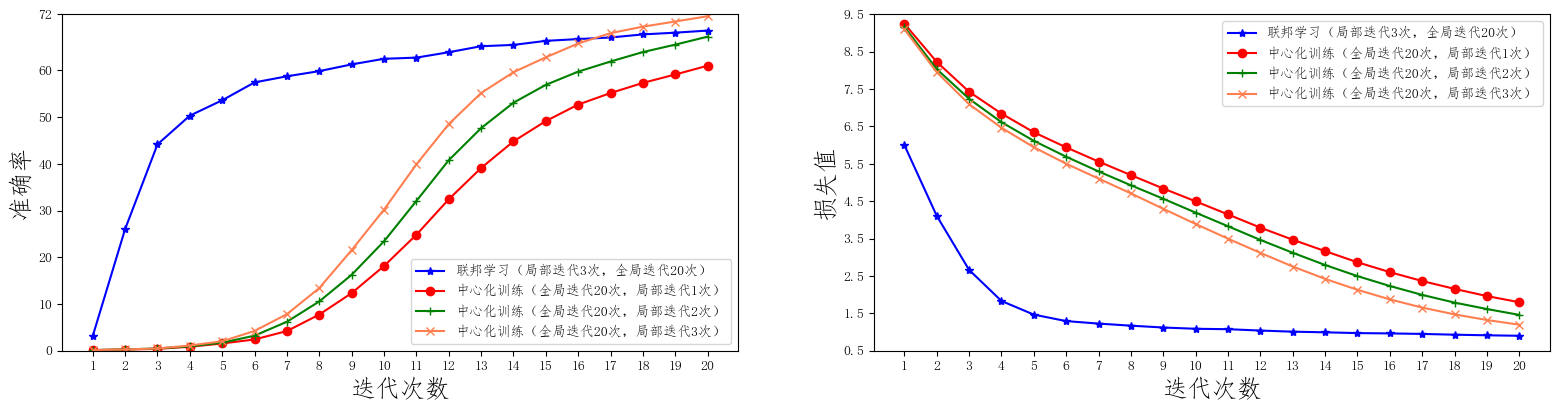 准确率
72
60
50
40
30
20
10
0
1 2 3 4 5 6 7 8 9 10 11 12 13 14 15 16 17 18 19 20
迭代次数
联邦学习（局部迭代3次，全局迭代20次）
中心化训练（全局迭代20次，局部迭代1次）
中心化训练（全局迭代20次，局部迭代2次）
中心化训练（全局迭代20次，局部迭代3次）
损失值
9.5
8.5
7.5
6.5
5.5
4.5
3.5
2.5
1.5
0.5
1 2 3 4 5 6 7 8 9 10 11 12 13 14 15 16 17 18 19 20
迭代次数
联邦学习（局部迭代3次，全局迭代20次）
中心化训练（全局迭代20次，局部迭代1次）
中心化训练（全局迭代20次，局部迭代2次）
中心化训练（全局迭代20次，局部迭代3次）